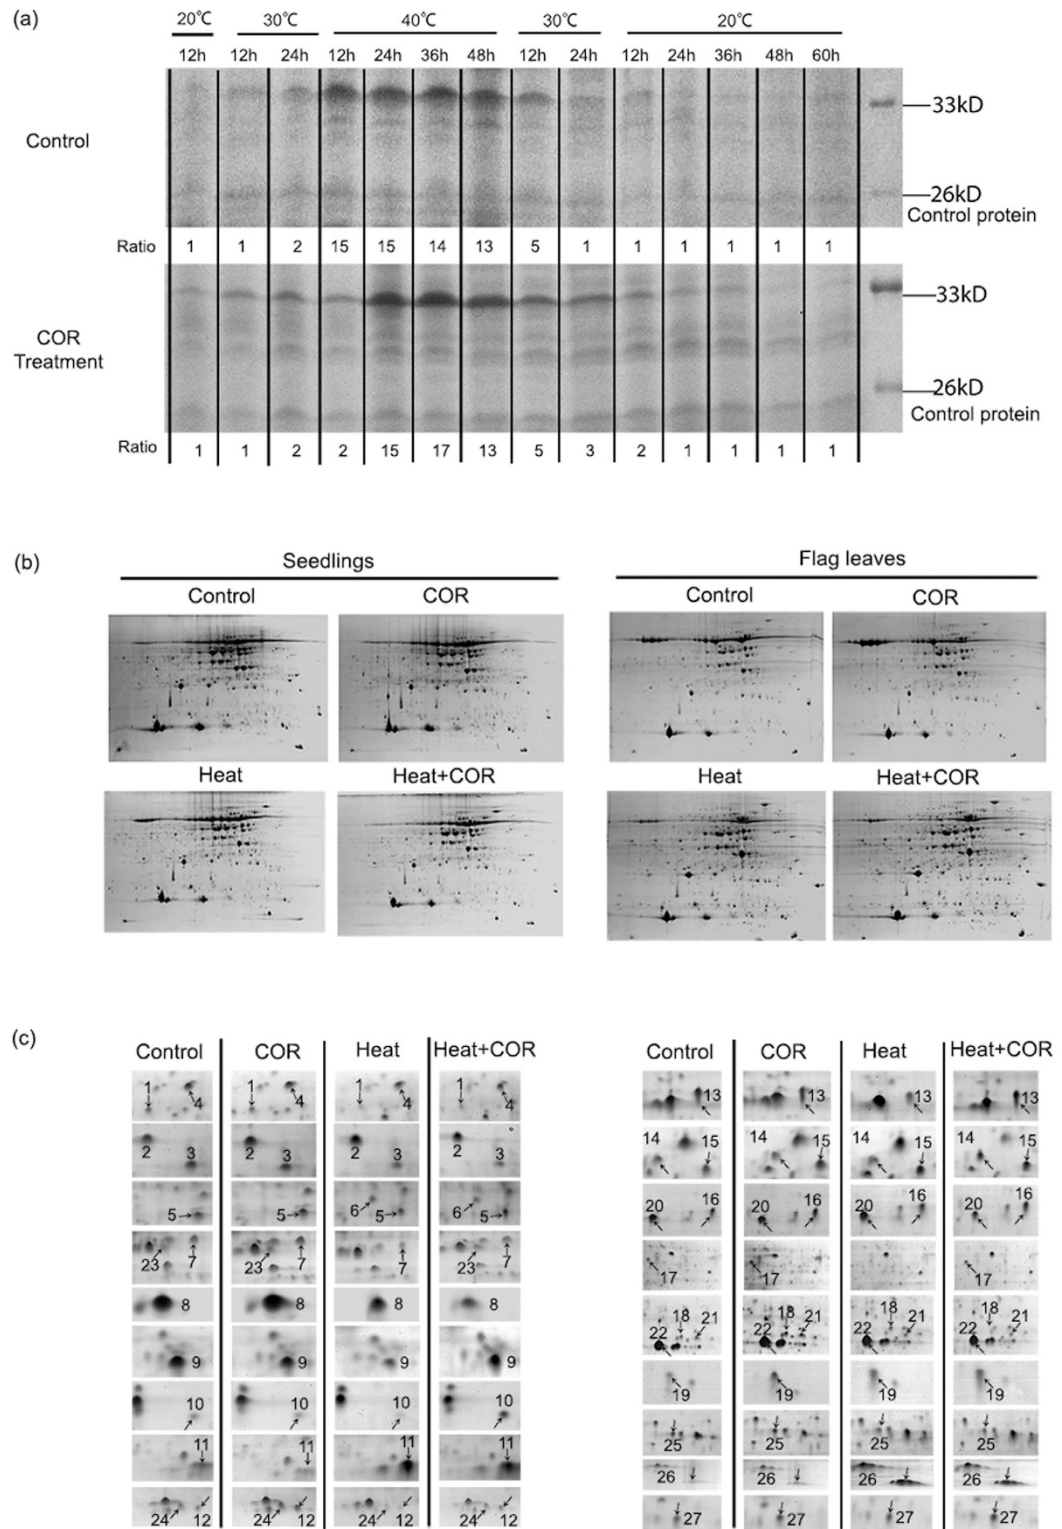 (a)
20℃ 30℃ 40℃ 30℃ 20℃
12h 12h 24h 12h 24h 36h 48h 12h 24h 12h 24h 36h 48h 60h
Control
33kD
26kD
Control protein
Ratio 1 1 2 15 15 14 13 5 1 1 1 1 1 1
COR
Treatment
33kD
26kD
Control protein
Ratio 1 1 2 2 15 17 13 5 3 2 1 1 1 1
(b)
Seedlings Flag leaves
Control COR Control COR
Heat Heat+COR Heat Heat+COR
(c)
Control COR Heat Heat+COR Control COR Heat Heat+COR
1 4 1 4 1 4 1 4 13 13 13 13
2 3 2 3 2 3 2 3 14 15 14 15 14 15 14 15
5 5 6 5 6 5 20 16 20 16 20 16 20 16
23 7 23 7 7 23 7 17 17 17
8 8 8 8 22 18 21 22 18 21 22 18 21 22 18 21
9 9 9 9 19 19 19 19
10 10 10 10 25 25 25 25
11 11 11 11 26 26 26 26
24 12 24 12 24 12 24 12 27 27 27 27